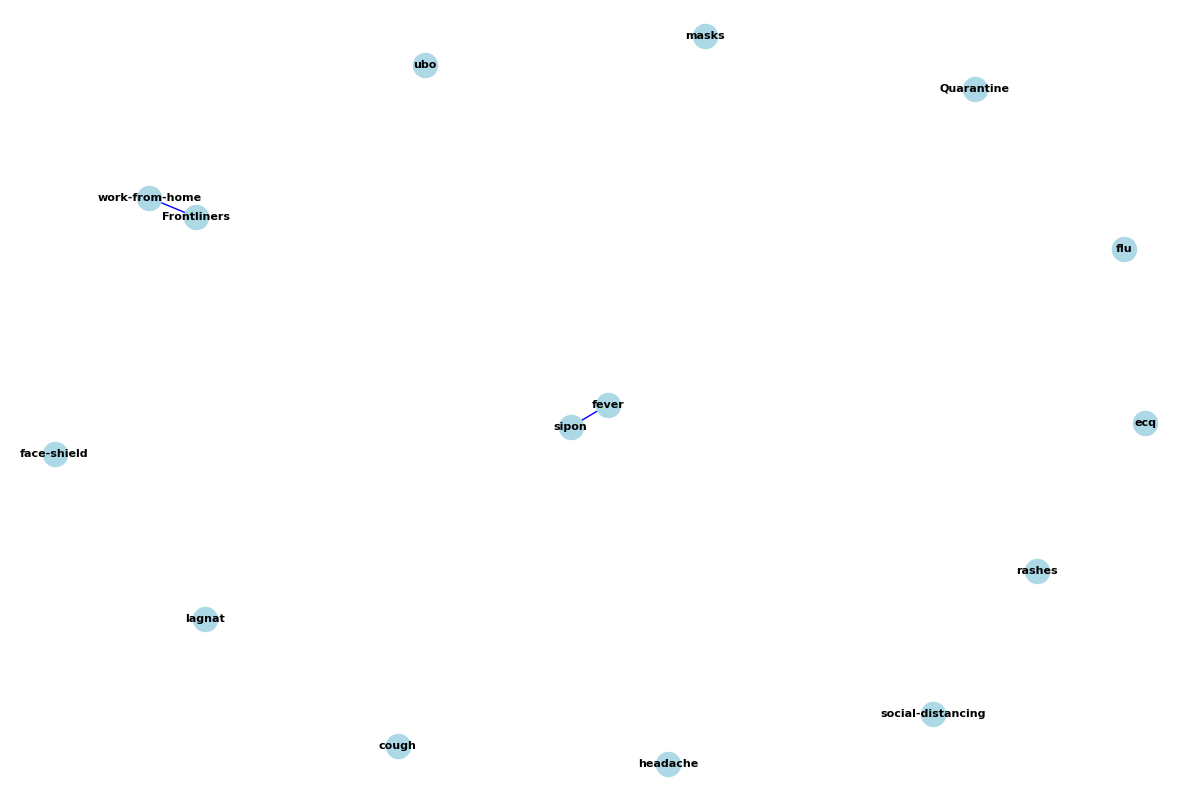 masks
ubo
Quarantine
work-from-home
Frontliners
flu
fever
ecq
sipon
face-shield
rashes
lagnat
social-distancing
cough
headache